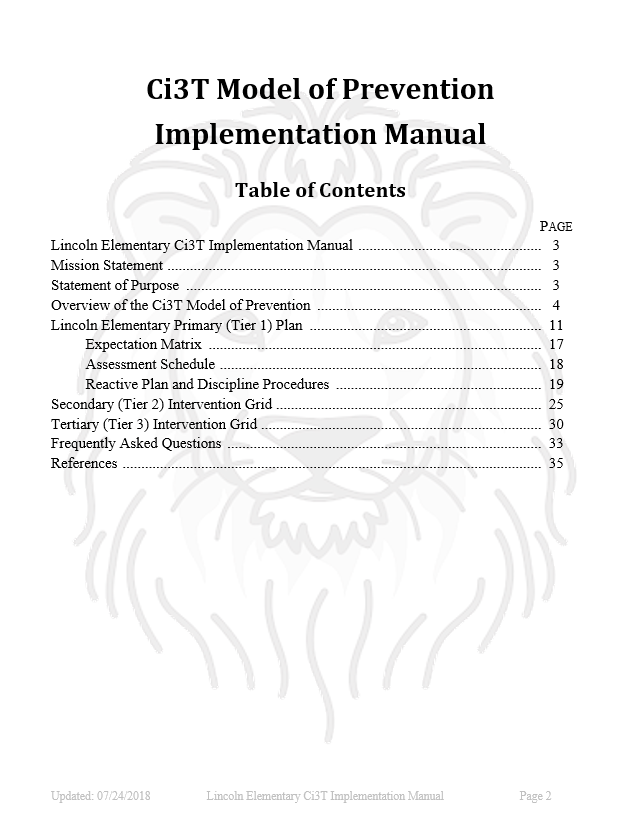 Ci3T Model of Prevention
Implementation Manual
Table of Contents
PAGE
Lincoln Elementary Ci3T Implementation Manual ................................................ 3
Mission Statement .................................................................................................... 3
Statement of Purpose ............................................................................................... 3
Overview of the Ci3T Model of Prevention ............................................................ 4
Lincoln Elementary Primary (Tier 1) Plan .............................................................. 11
Expectation Matrix ......................................................................................... 17
Assessment Schedule ...................................................................................... 18
Reactive Plan and Discipline Procedures ....................................................... 19
Secondary (Tier 2) Intervention Grid ....................................................................... 25
Tertiary (Tier 3) Intervention Grid ........................................................................... 30
Frequently Asked Questions .................................................................................... 33
References ................................................................................................................ 35
Updated: 07/24/2018 Lincoln Elementary Ci3T Implementation Manual Page 2